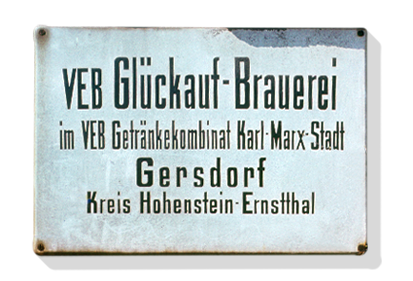 VEB Glückauf-Brauerei
im VEB Getränkekombinat Karl-Marx-Stadt
Gersdorf
Kreis Hohenstein-Ernstthal